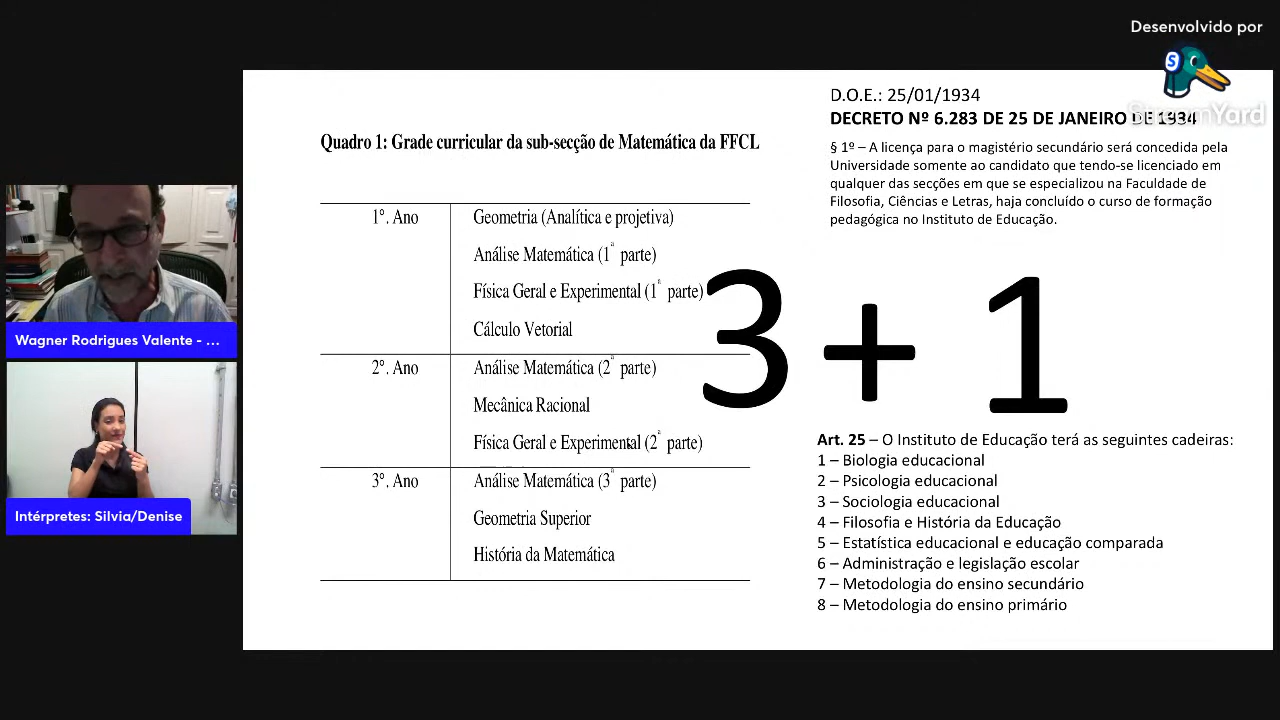 Desenvolvido por
StreamYard
D.O.E.: 25/01/1934
DECRETO Nº 6.283 DE 25 DE JANEIRO DE 1934
§ 1º – A licença para o magistério secundário será concedida pela
Universidade somente ao candidato que tendo-se licenciado em
qualquer das secções em que se especializou na Faculdade de
Filosofia, Ciências e Letras, haja concluído o curso de formação
pedagógica no Instituto de Educação.
Quadro 1: Grade curricular da sub-secção de Matemática da FFCL
1º. Ano
Geometria (Analítica e projetiva)
Análise Matemática (1ª parte)
Física Geral e Experimental (1ª parte)
Cálculo Vetorial
2º. Ano
Análise Matemática (2ª parte)
Mecânica Racional
Física Geral e Experimental (2ª parte)
3º. Ano
Análise Matemática (3ª parte)
Geometria Superior
História da Matemática
3 + 1
Art. 25 – O Instituto de Educação terá as seguintes cadeiras:
1 – Biologia educacional
2 – Psicologia educacional
3 – Sociologia educacional
4 – Filosofia e História da Educação
5 – Estatística educacional e educação comparada
6 – Administração e legislação escolar
7 – Metodologia do ensino secundário
8 – Metodologia do ensino primário
Wagner Rodrigues Valente - ...
Intérpretes: Silvia/Denise